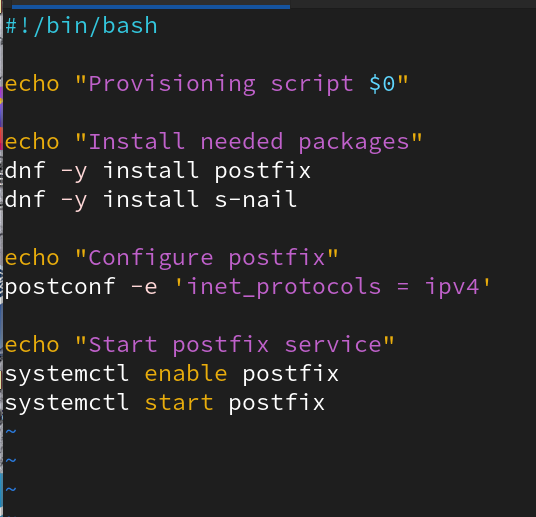 #!/bin/bash
echo "Provisioning script $0"
echo "Install needed packages"
dnf -y install postfix
dnf -y install s-nail
echo "Configure postfix"
postconf -e 'inet_protocols = ipv4'
echo "Start postfix service"
systemctl enable postfix
systemctl start postfix
~
~
~